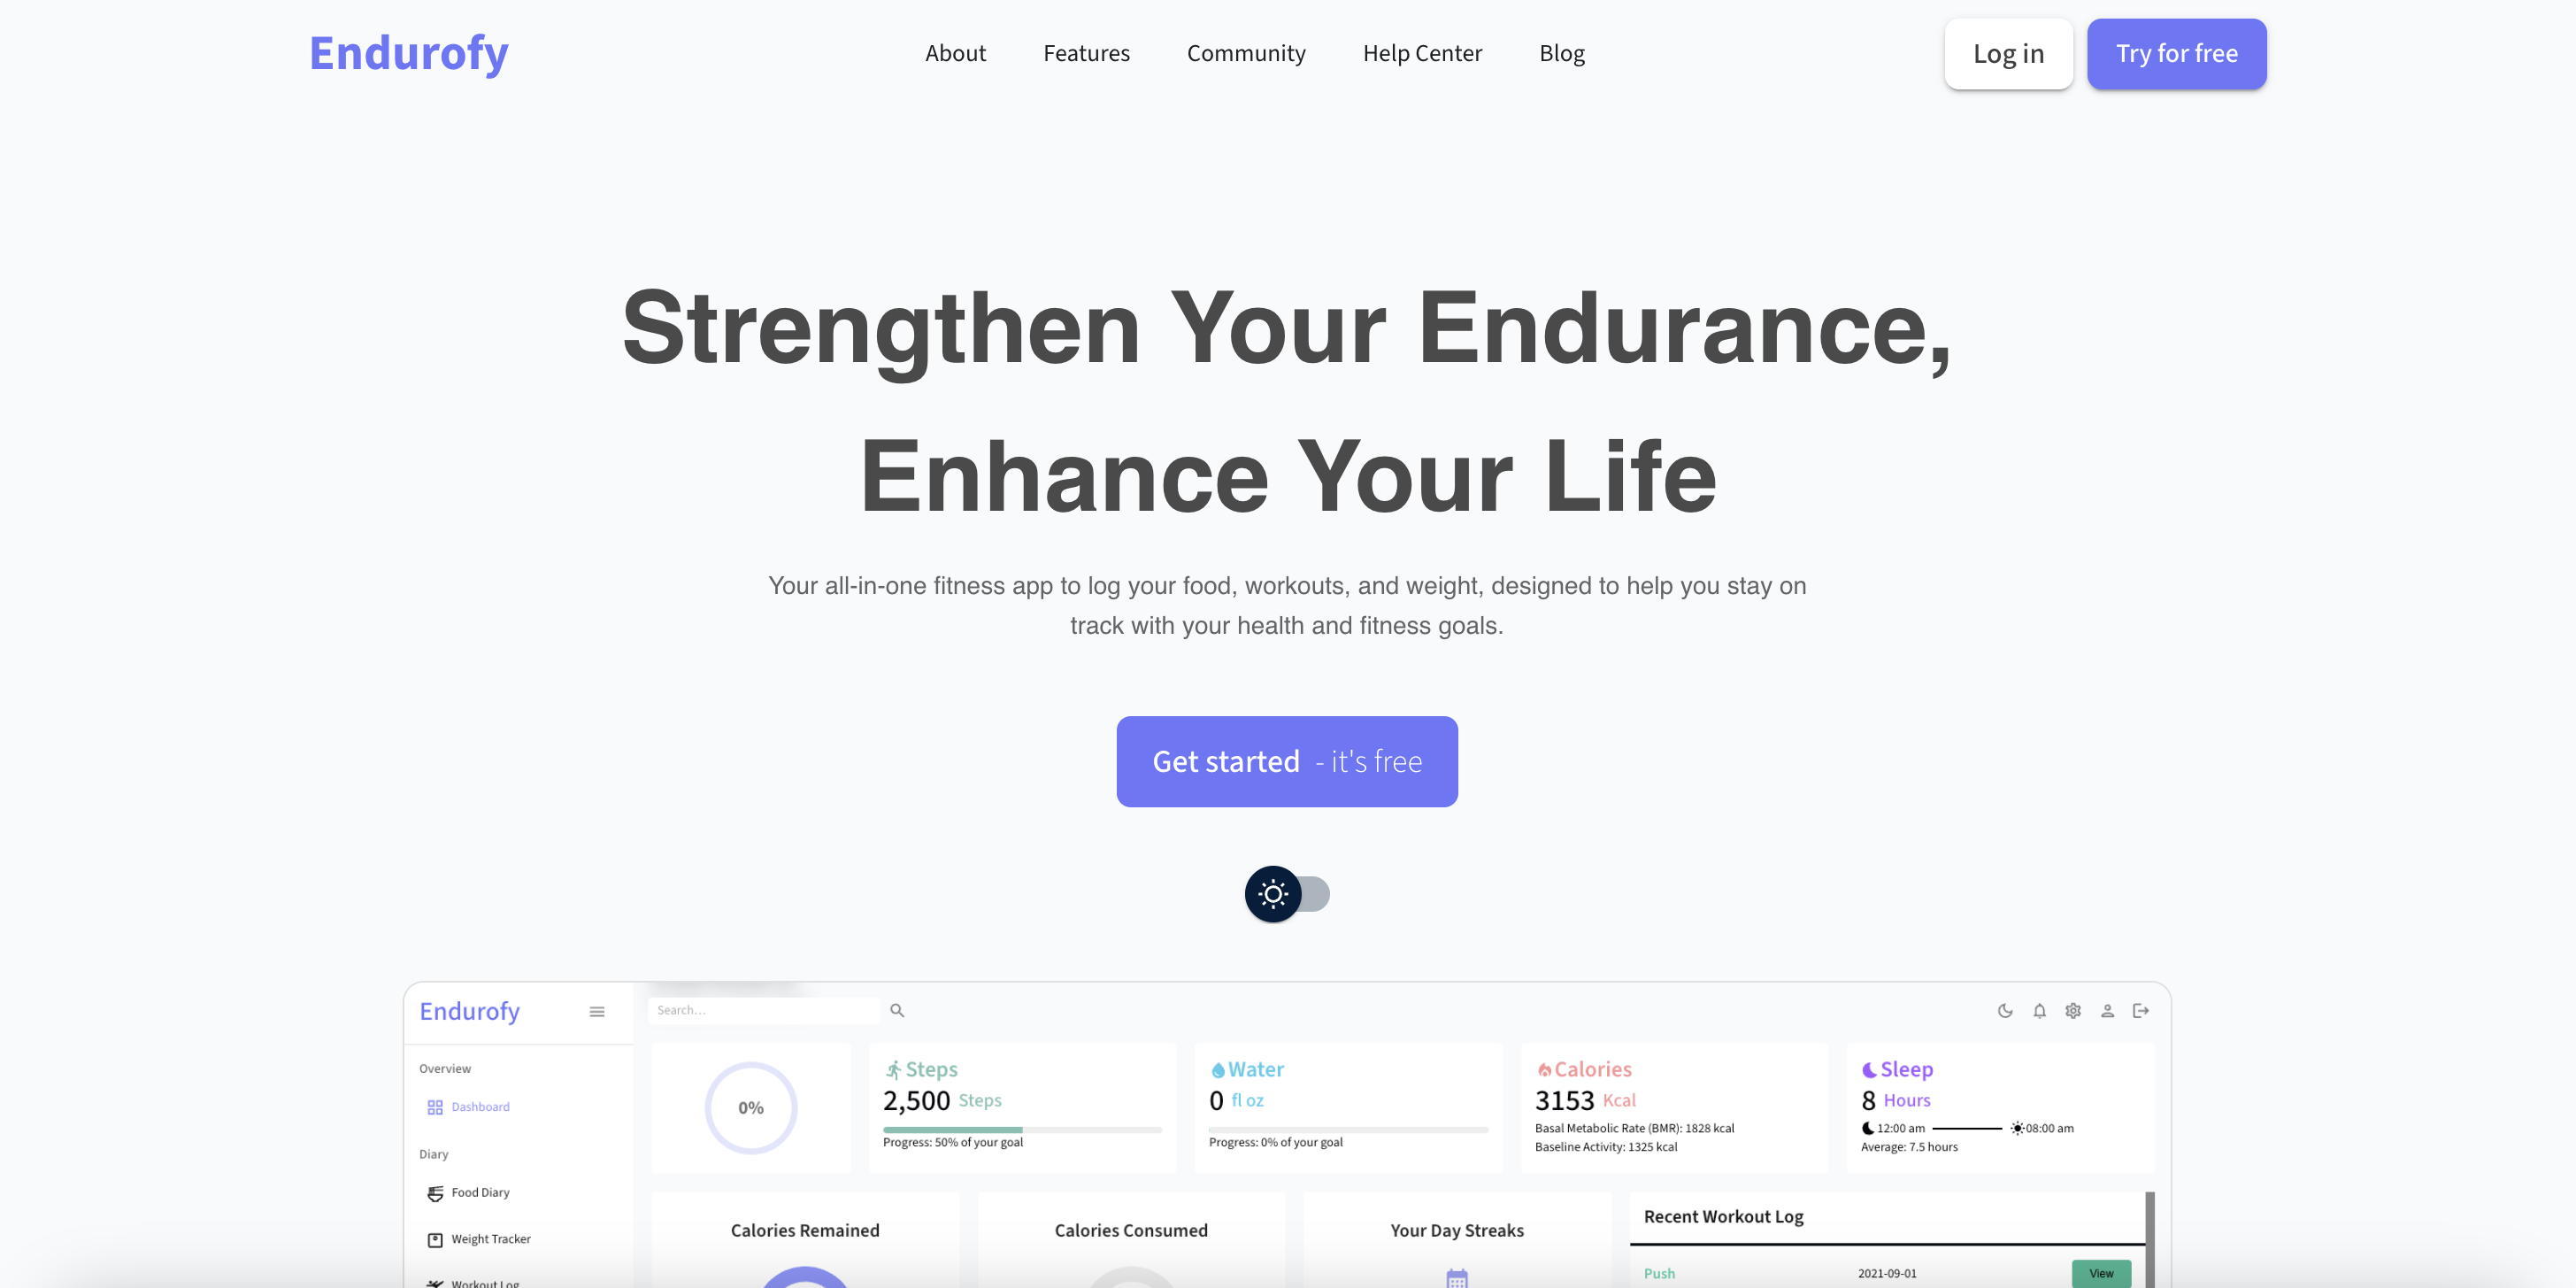 Endurofy
About Features Community Help Center Blog
Log in
Try for free
Strengthen Your Endurance,
Enhance Your Life
Your all-in-one fitness app to log your food, workouts, and weight, designed to help you stay on
track with your health and fitness goals.
Get started - it's free
Endurofy
Search...
Overview
Dashboard
Diary
Food Diary
Weight Tracker
Workout Log
0%
Steps
2,500 Steps
Progress: 50% of your goal
Water
0 fl oz
Progress: 0% of your goal
Calories
3153 Kcal
Basal Metabolic Rate (BMR): 1828 kcal
Baseline Activity: 1325 kcal
Sleep
8 Hours
12:00 am 08:00 am
Average: 7.5 hours
Calories Remained
Calories Consumed
Your Day Streaks
Recent Workout Log
Push 2021-09-01 View